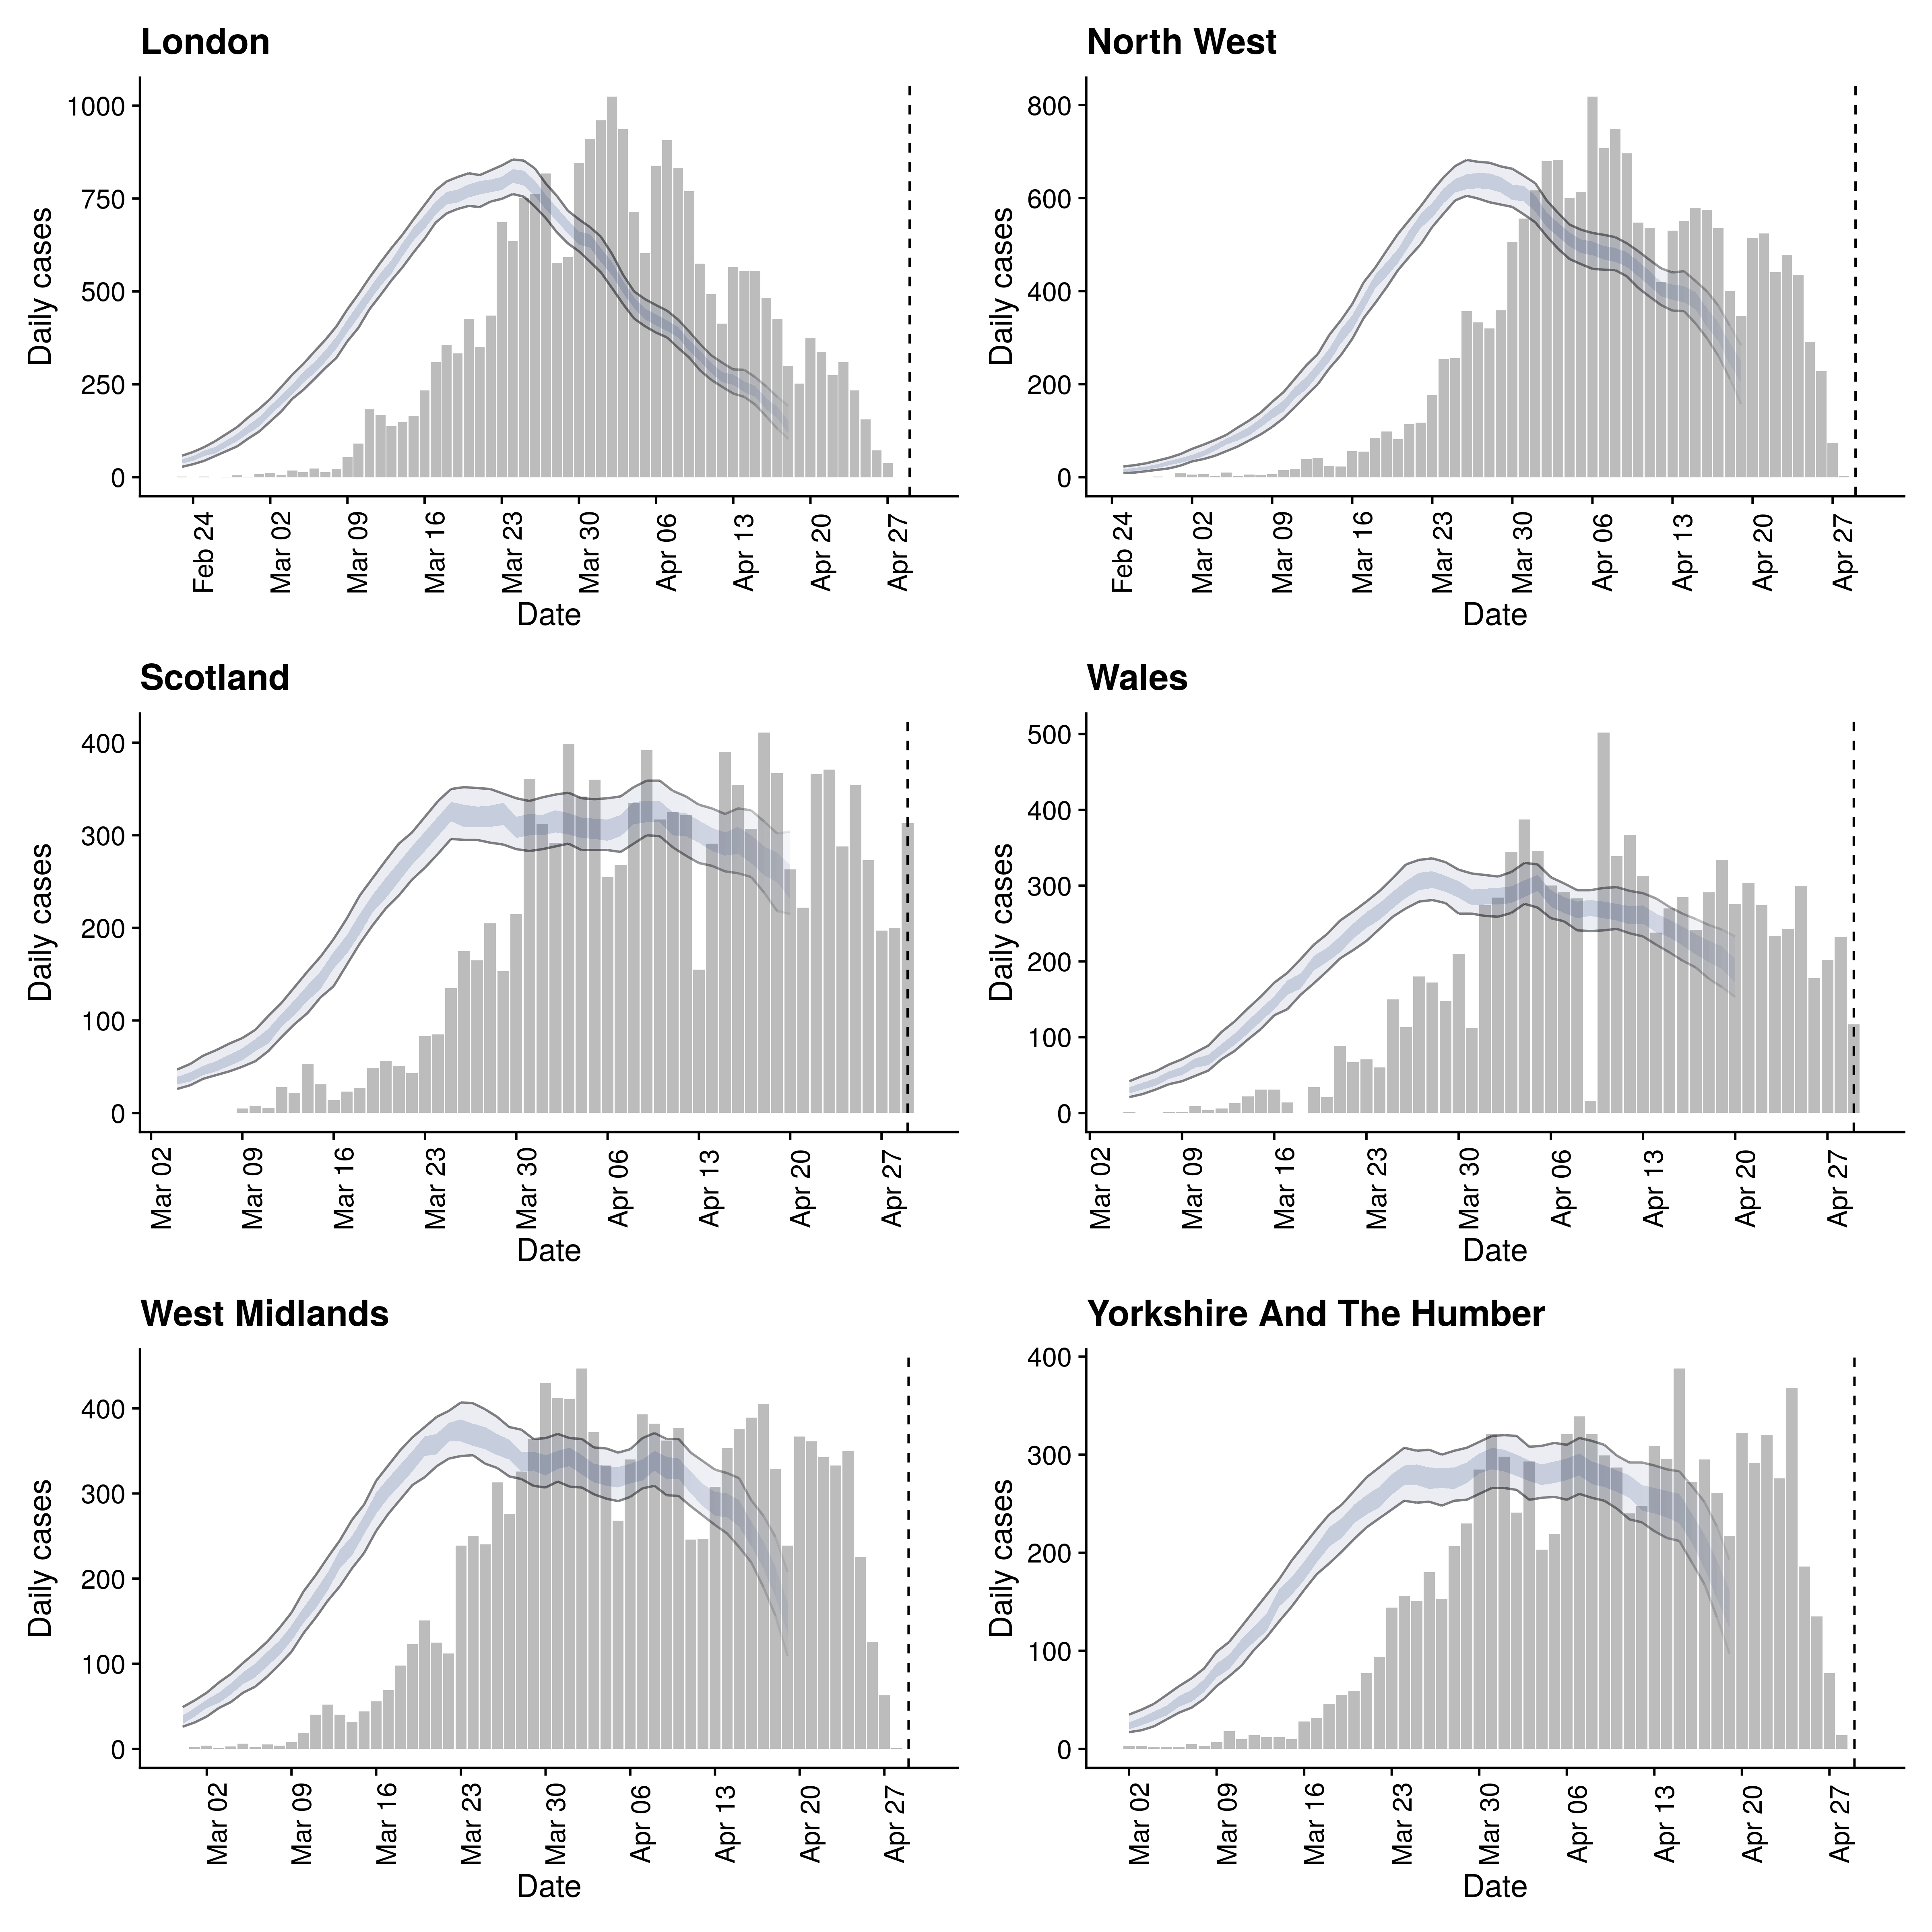 London
Daily cases
1000
750
500
250
0
Feb 24
Mar 02
Mar 09
Mar 16
Mar 23
Mar 30
Apr 06
Apr 13
Apr 20
Apr 27
Date
North West
Daily cases
800
600
400
200
0
Feb 24
Mar 02
Mar 09
Mar 16
Mar 23
Mar 30
Apr 06
Apr 13
Apr 20
Apr 27
Date
Scotland
Daily cases
400
300
200
100
0
Mar 02
Mar 09
Mar 16
Mar 23
Mar 30
Apr 06
Apr 13
Apr 20
Apr 27
Date
Wales
Daily cases
500
400
300
200
100
0
Mar 02
Mar 09
Mar 16
Mar 23
Mar 30
Apr 06
Apr 13
Apr 20
Apr 27
Date
West Midlands
Daily cases
400
300
200
100
0
Mar 02
Mar 09
Mar 16
Mar 23
Mar 30
Apr 06
Apr 13
Apr 20
Apr 27
Date
Yorkshire And The Humber
Daily cases
400
300
200
100
0
Mar 02
Mar 09
Mar 16
Mar 23
Mar 30
Apr 06
Apr 13
Apr 20
Apr 27
Date